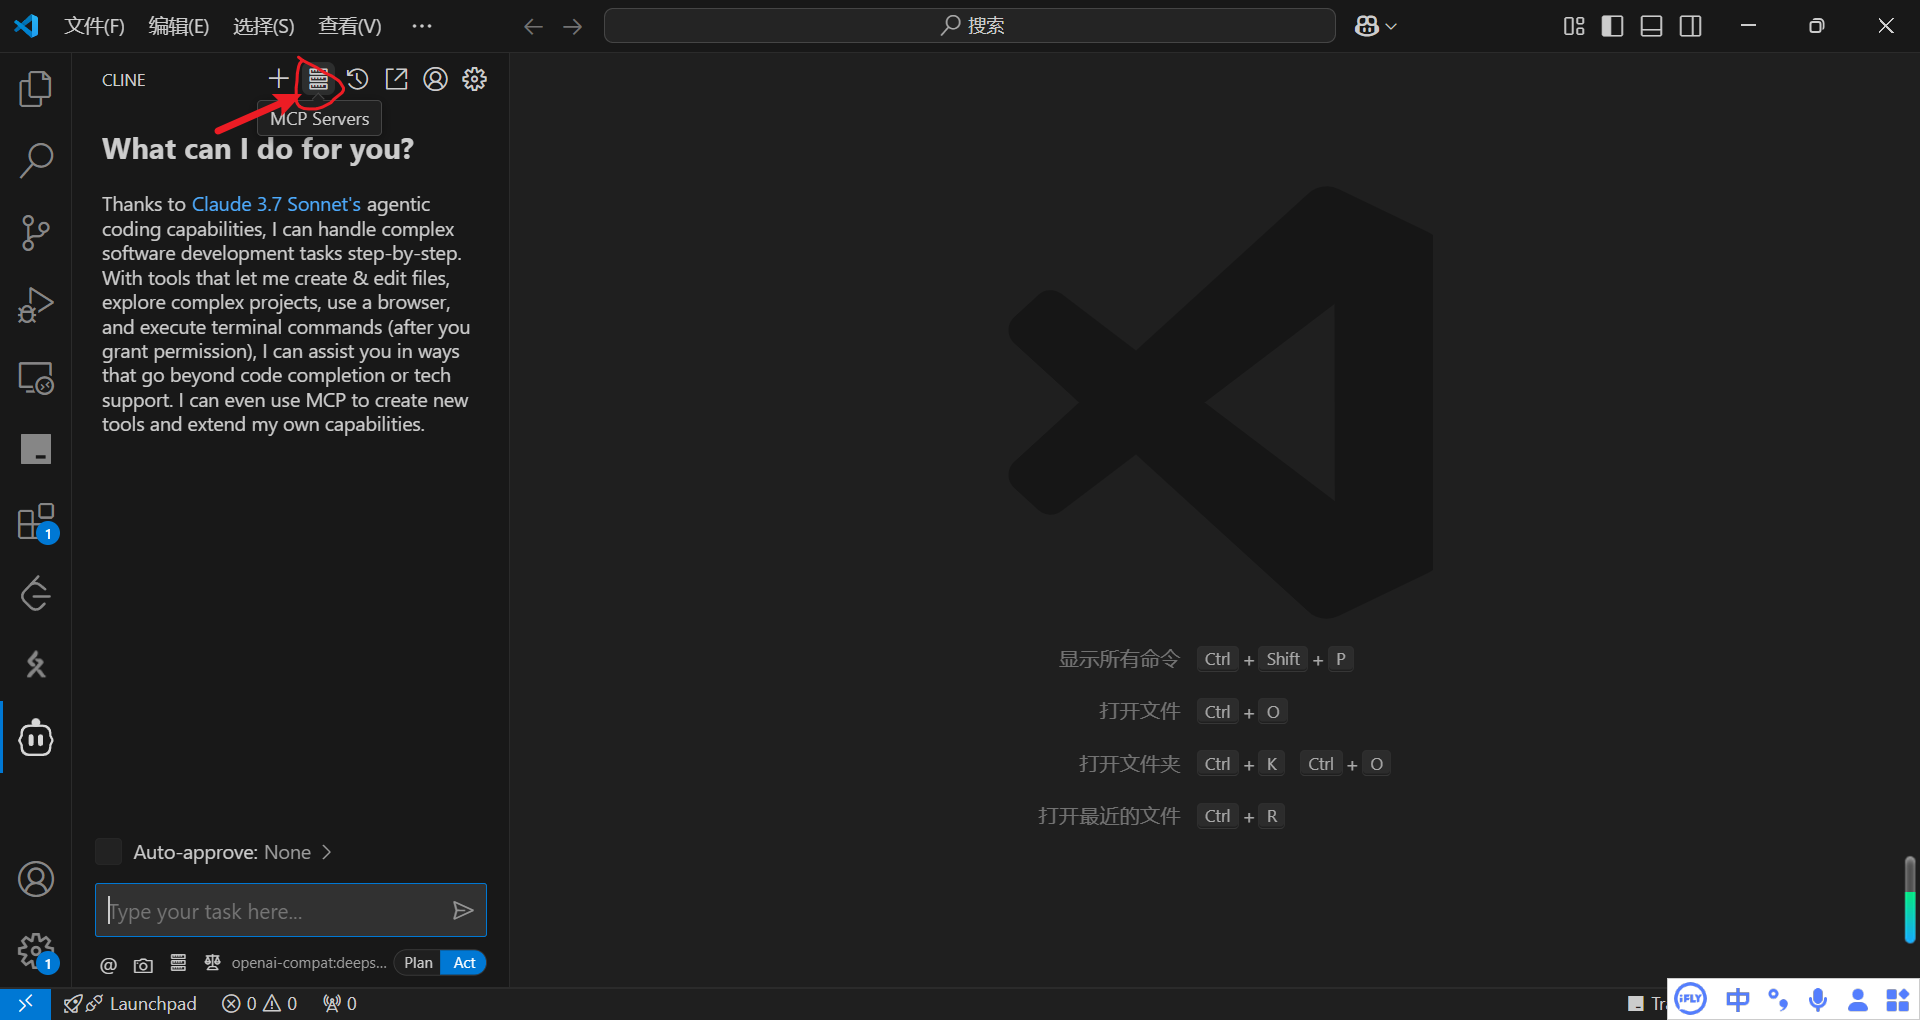 文件(F) 编辑(E) 选择(S) 查看(V) ···
搜索
CLINE
MCP Servers
What can I do for you?
Thanks to Claude 3.7 Sonnet's agentic
coding capabilities, I can handle complex
software development tasks step-by-step.
With tools that let me create & edit files,
explore complex projects, use a browser,
and execute terminal commands (after you
grant permission), I can assist you in ways
that go beyond code completion or tech
support. I can even use MCP to create new
tools and extend my own capabilities.
1
显示所有命令 Ctrl + Shift + P
打开文件 Ctrl + O
打开文件夹 Ctrl + K Ctrl + O
打开最近的文件 Ctrl + R
Auto-approve: None
Type your task here...
1
@ openai-compat:deeps... Plan Act
Launchpad 0 0 0
iFLY 中